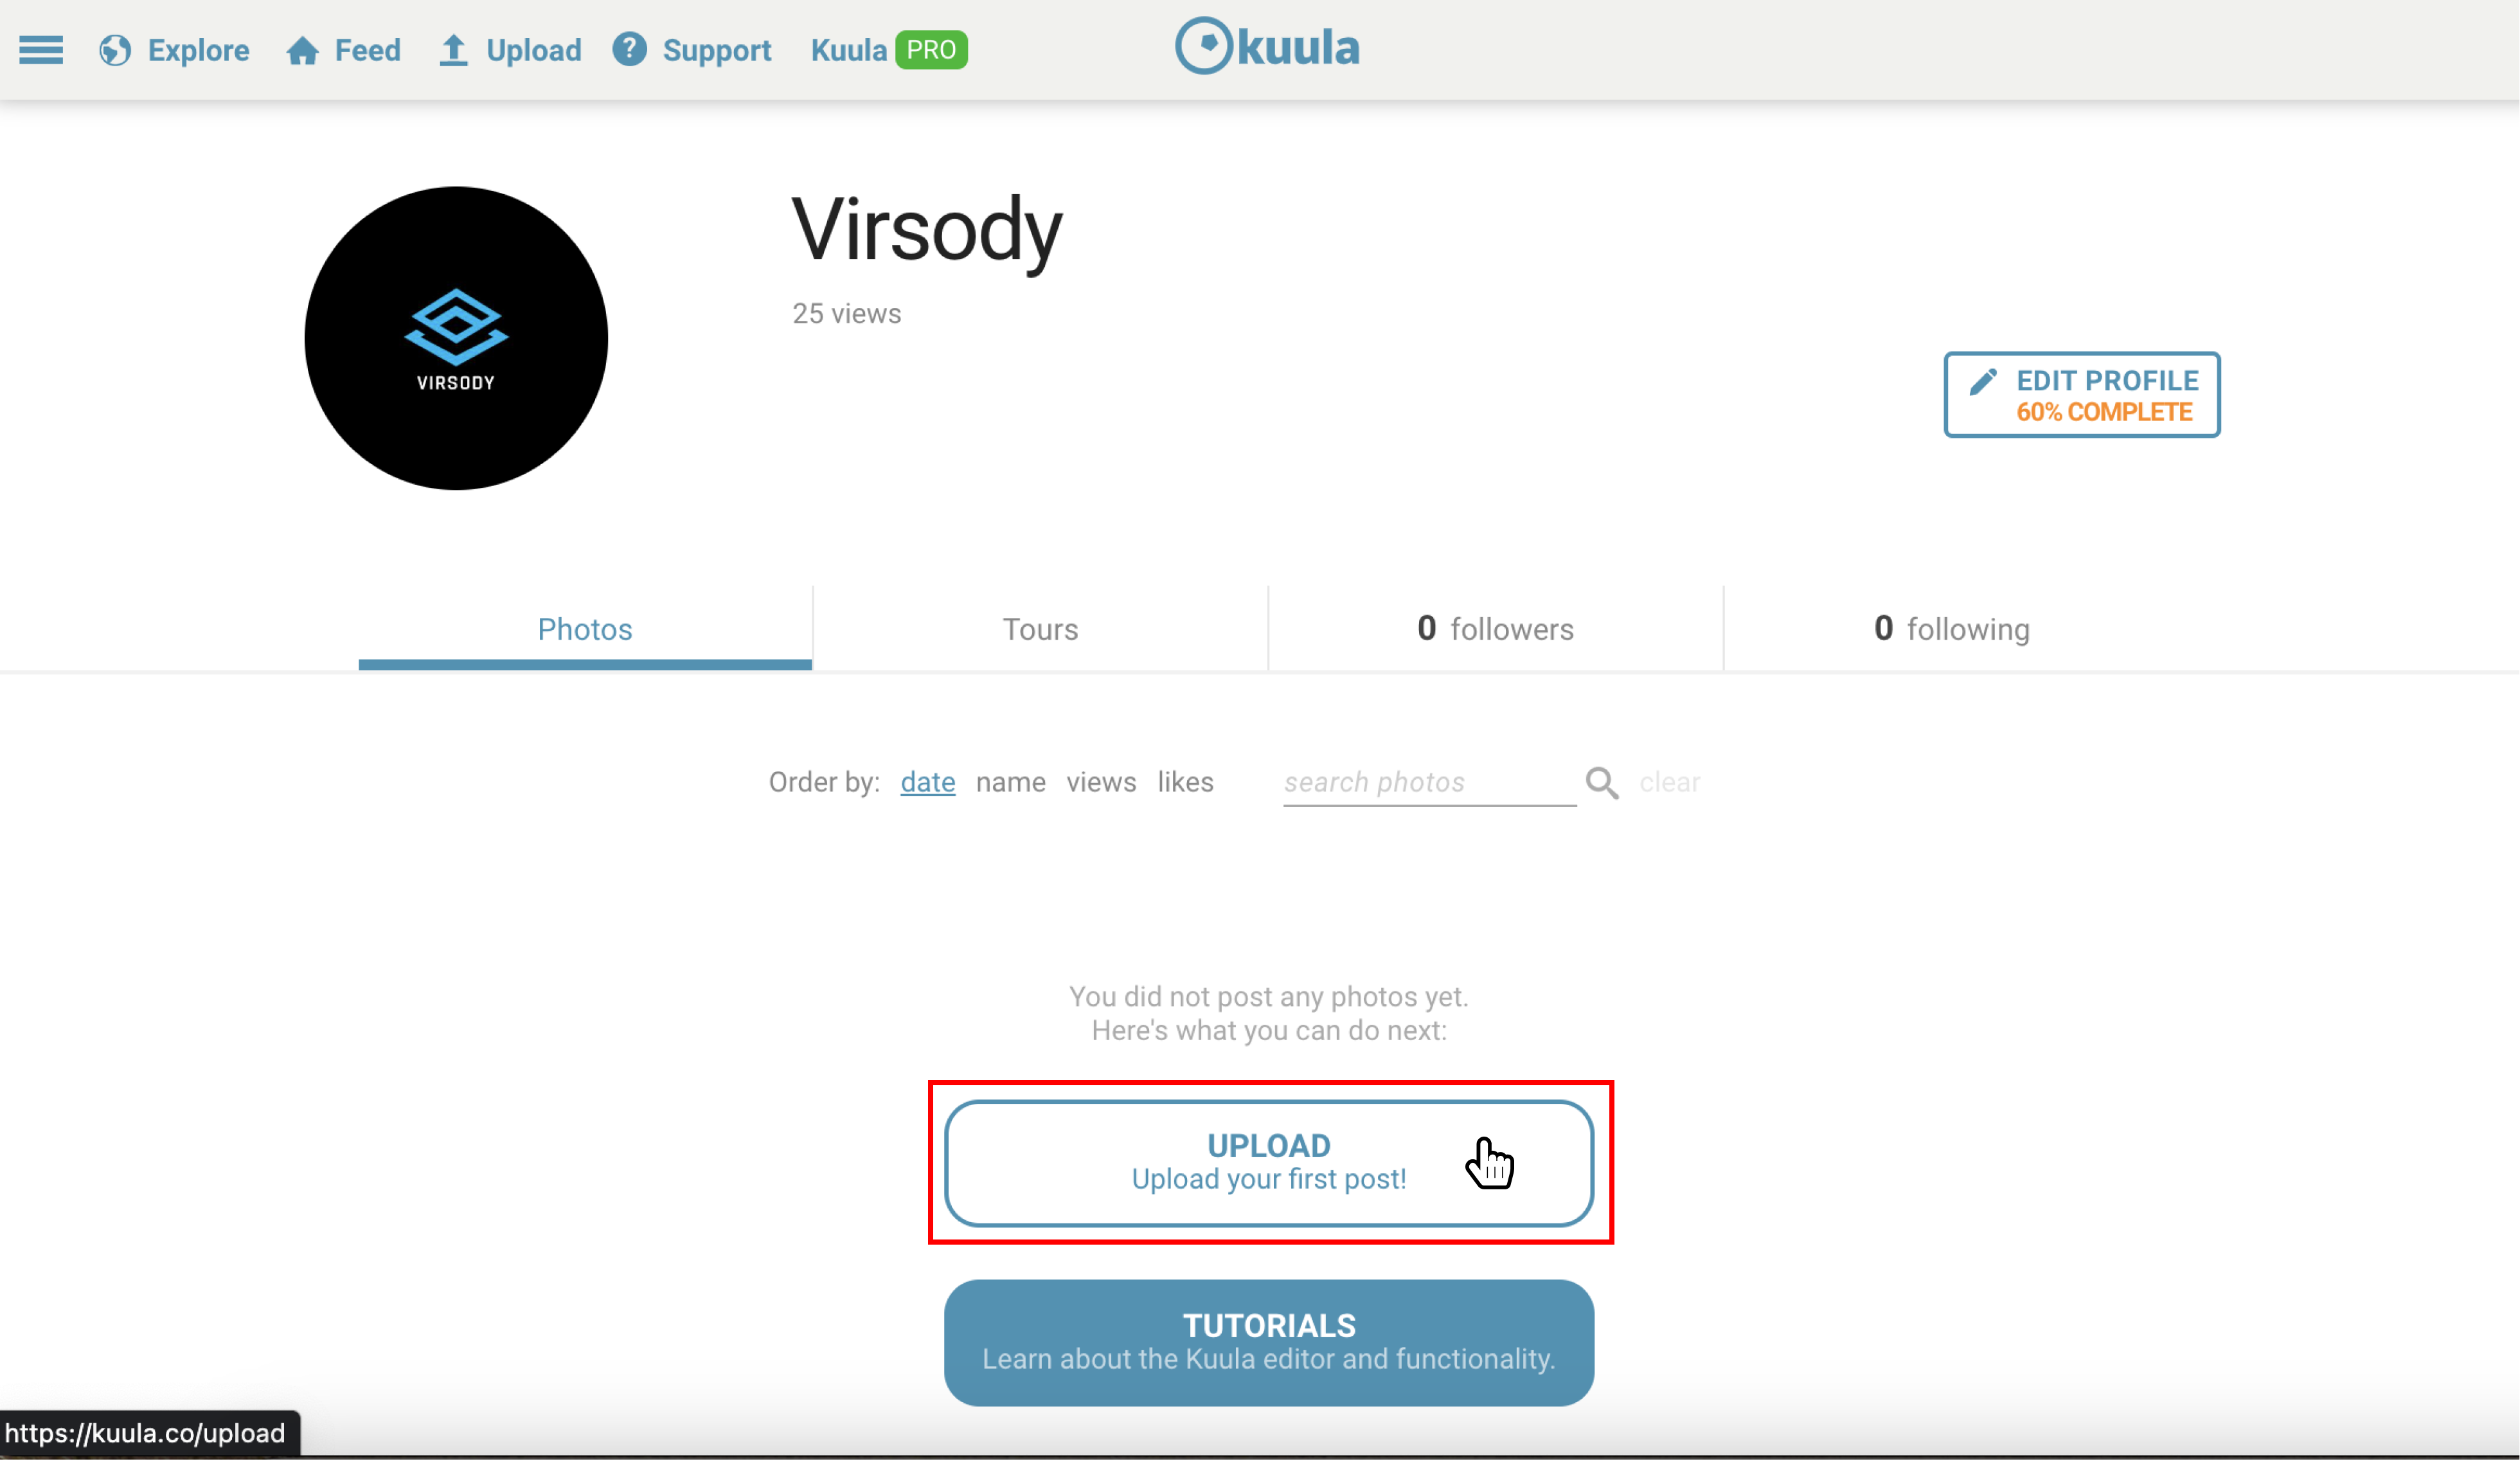 Explore Feed Upload Support Kuula PRO kuula
Virsody
25 views
VIRSODY
EDIT PROFILE
60% COMPLETE
Photos Tours 0 followers 0 following
Order by: date name views likes search photos clear
You did not post any photos yet.
Here's what you can do next:
UPLOAD
Upload your first post!
TUTORIALS
Learn about the Kuula editor and functionality.
https://kuula.co/upload